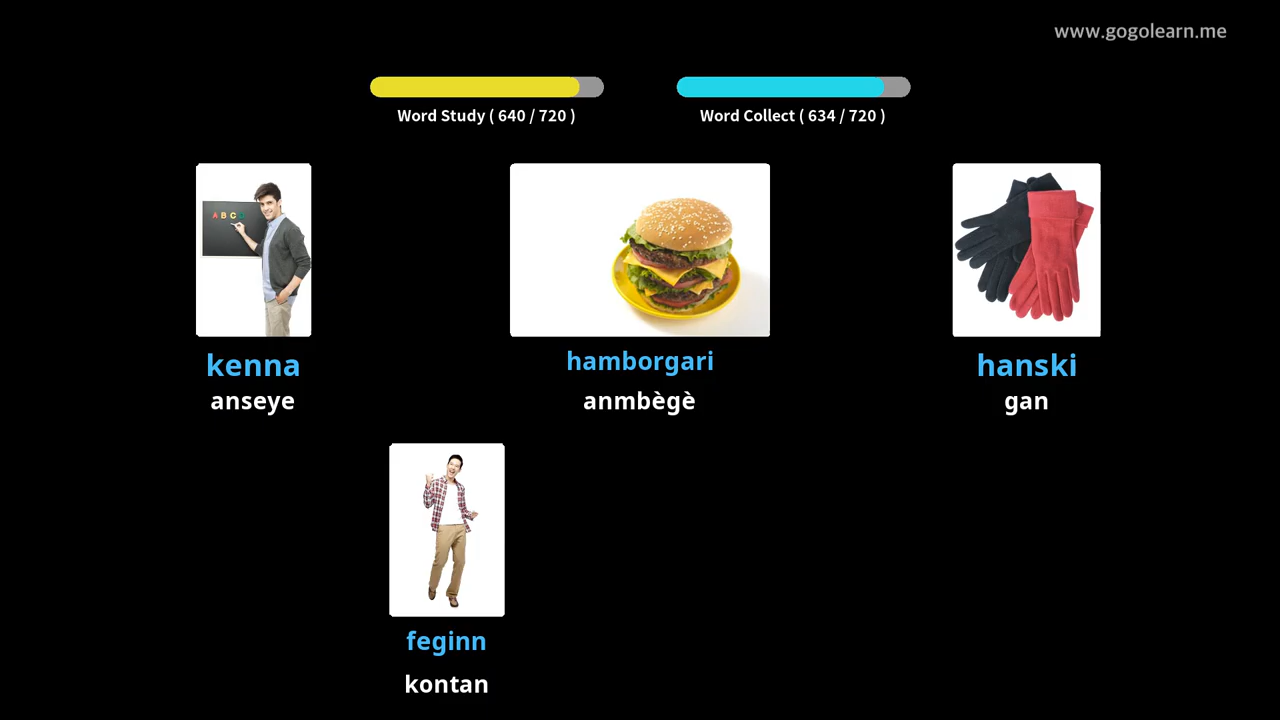 www.gogolearn.me
Word Study ( 640 / 720 )
Word Collect ( 634 / 720 )
A B C D
kenna
anseye
hamborgari
anmbègè
hanski
gan
feginn
kontan